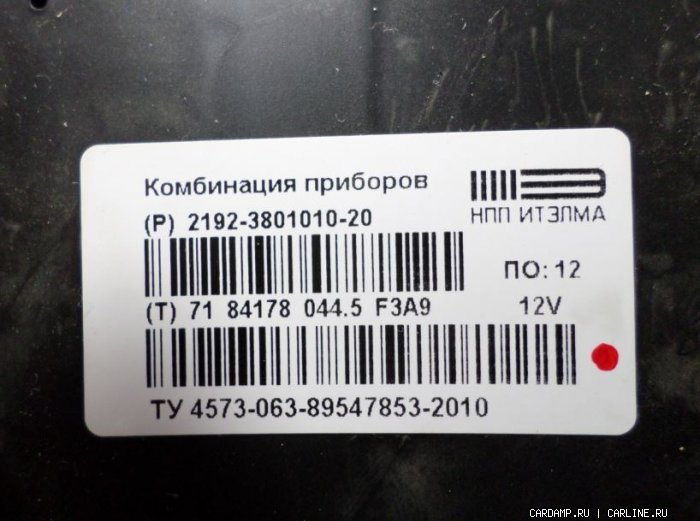 Комбинация приборов
НПП ИТЭЛМА
(P) 2192-3801010-20
ПО: 12
(T) 71 84178 044.5 F3A9
12V
ТУ 4573-063-89547853-2010
CARDAMP.RU | CARLINE.RU